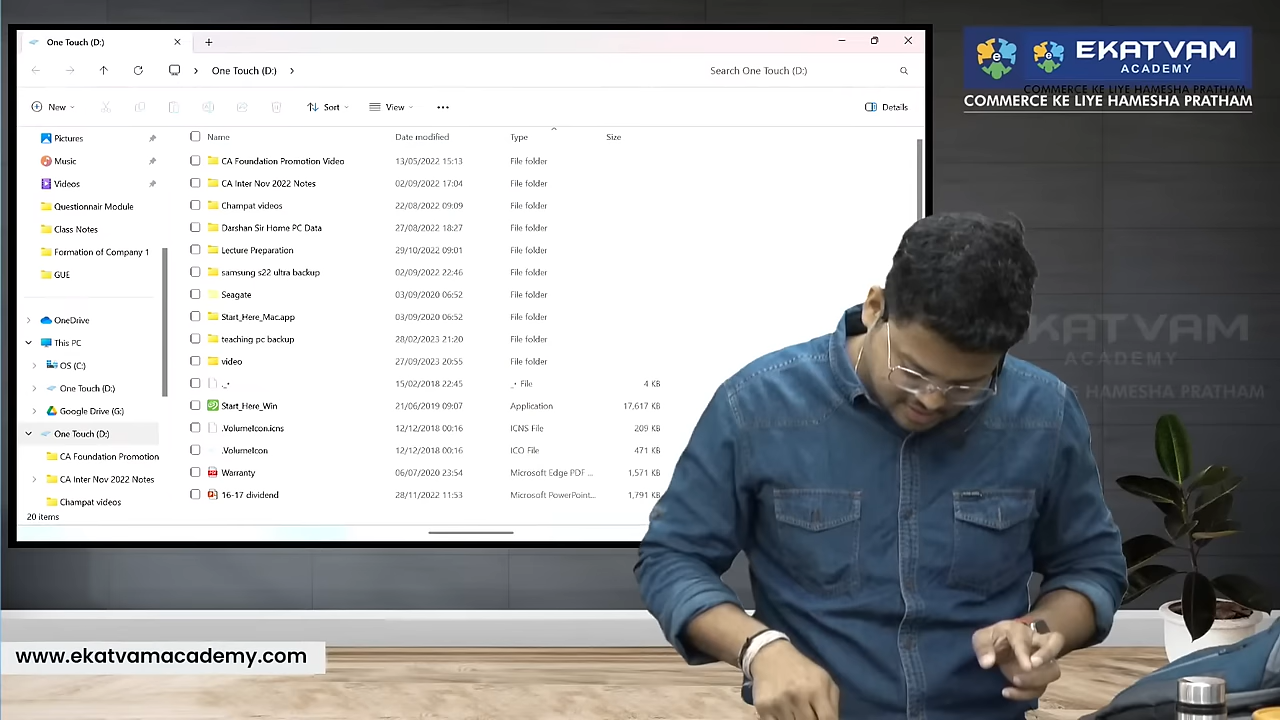 One Touch (D:)
One Touch (D:)
Search One Touch (D:)
New
Sort
View
Details
Name Date modified Type Size
Pictures
Music
Videos
Questionnair Module
Class Notes
Formation of Company 1
GUE
OneDrive
This PC
OS (C:)
One Touch (D:)
Google Drive (G:)
One Touch (D:)
CA Foundation Promotion
CA Inter Nov 2022 Notes
Champat videos
20 items
CA Foundation Promotion Video 13/05/2022 15:13 File folder
CA Inter Nov 2022 Notes 02/09/2022 17:04 File folder
Champat videos 22/08/2022 09:09 File folder
Darshan Sir Home PC Data 27/08/2022 18:27 File folder
Lecture Preparation 29/10/2022 09:01 File folder
samsung s22 ultra backup 02/09/2022 22:46 File folder
Seagate 03/09/2020 06:52 File folder
Start_Here_Mac.app 03/09/2020 06:52 File folder
teaching pc backup 28/02/2023 21:20 File folder
video 27/09/2023 20:55 File folder
._. 15/02/2018 22:45 _. File 4 KB
Start_Here_Win 21/06/2019 09:07 Application 17,617 KB
.VolumeIcon.icns 12/12/2018 00:16 ICNS File 209 KB
.VolumeIcon 12/12/2018 00:16 ICO File 471 KB
Warranty 06/07/2020 23:54 Microsoft Edge PDF ... 1,571 KB
16-17 dividend 28/11/2022 11:53 Microsoft PowerPoint... 1,791 KB
EKATVAM
ACADEMY
COMMERCE KE LIYE HAMESHA PRATHAM
COMMERCE KE LIYE HAMESHA PRATHAM
KATVAM
ACADEMY
HAMESHA PRATHAM
www.ekatvamacademy.com